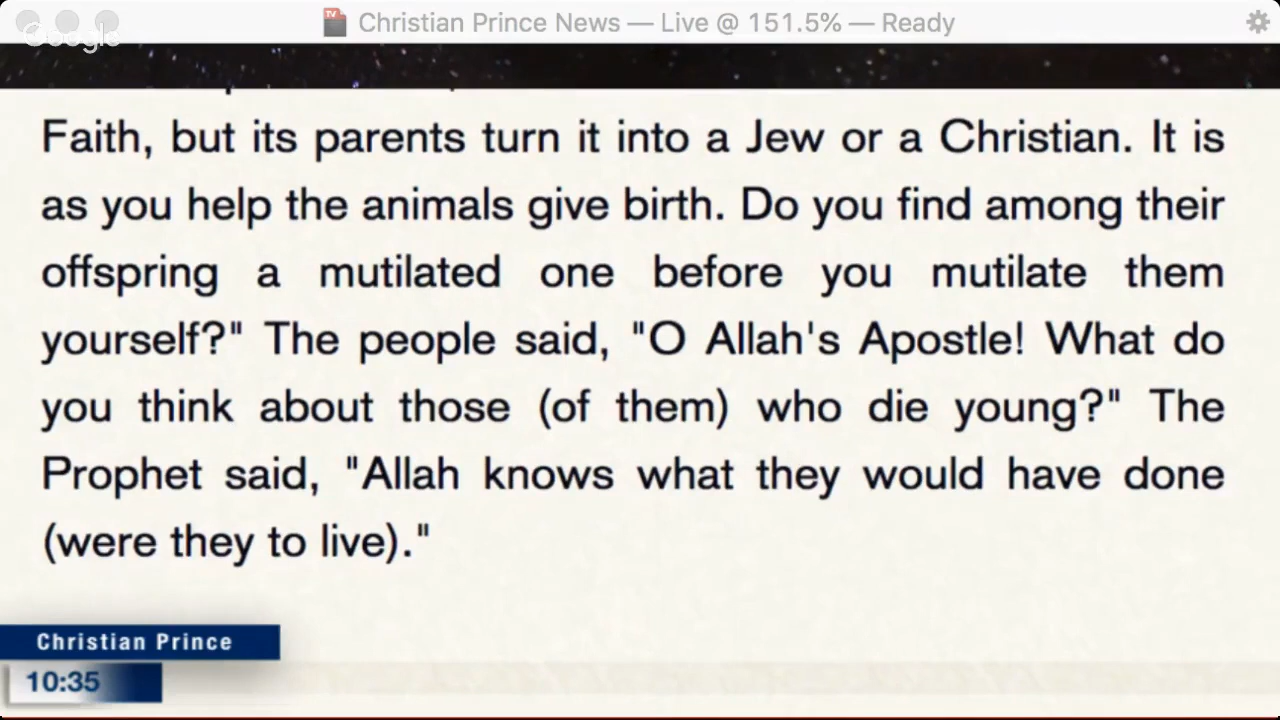 Christian Prince News — Live @ 151.5% — Ready
Google
Faith, but its parents turn it into a Jew or a Christian. It is
as you help the animals give birth. Do you find among their
offspring a mutilated one before you mutilate them
yourself?" The people said, "O Allah's Apostle! What do
you think about those (of them) who die young?" The
Prophet said, "Allah knows what they would have done
(were they to live)."
Christian Prince
10:35